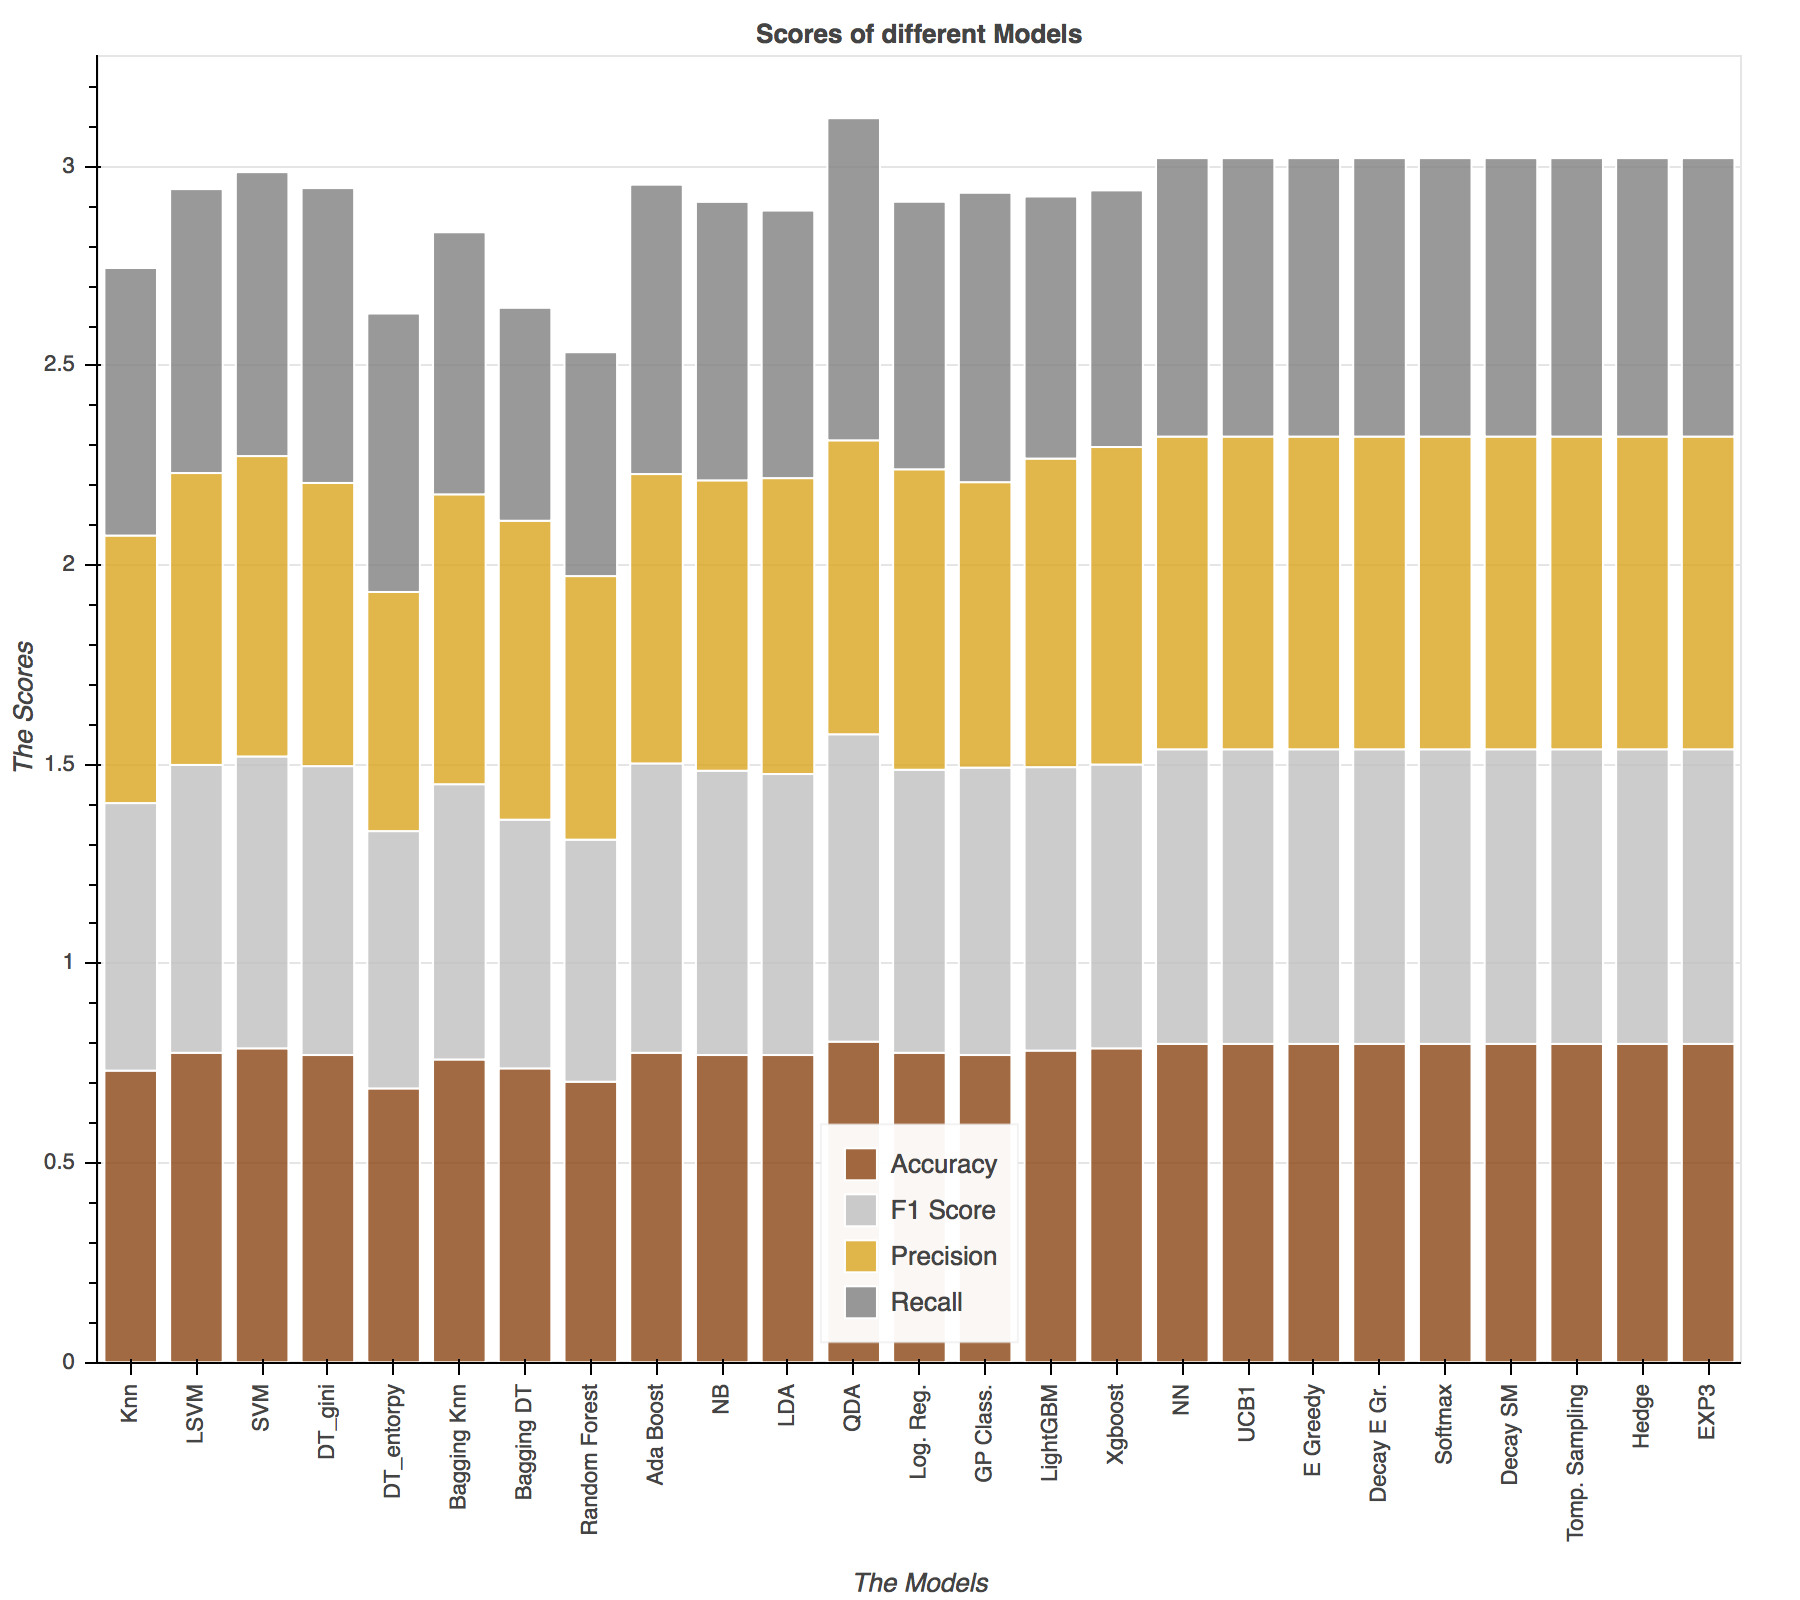 Scores of different Models
The Scores
3
2.5
2
1.5
1
0.5
0
Accuracy
F1 Score
Precision
Recall
Knn
LSVM
SVM
DT_gini
DT_entorpy
Bagging Knn
Bagging DT
Random Forest
Ada Boost
NB
LDA
QDA
Log. Reg.
GP Class.
LightGBM
Xgboost
NN
UCB1
E Greedy
Decay E Gr.
Softmax
Decay SM
Tomp. Sampling
Hedge
EXP3
The Models